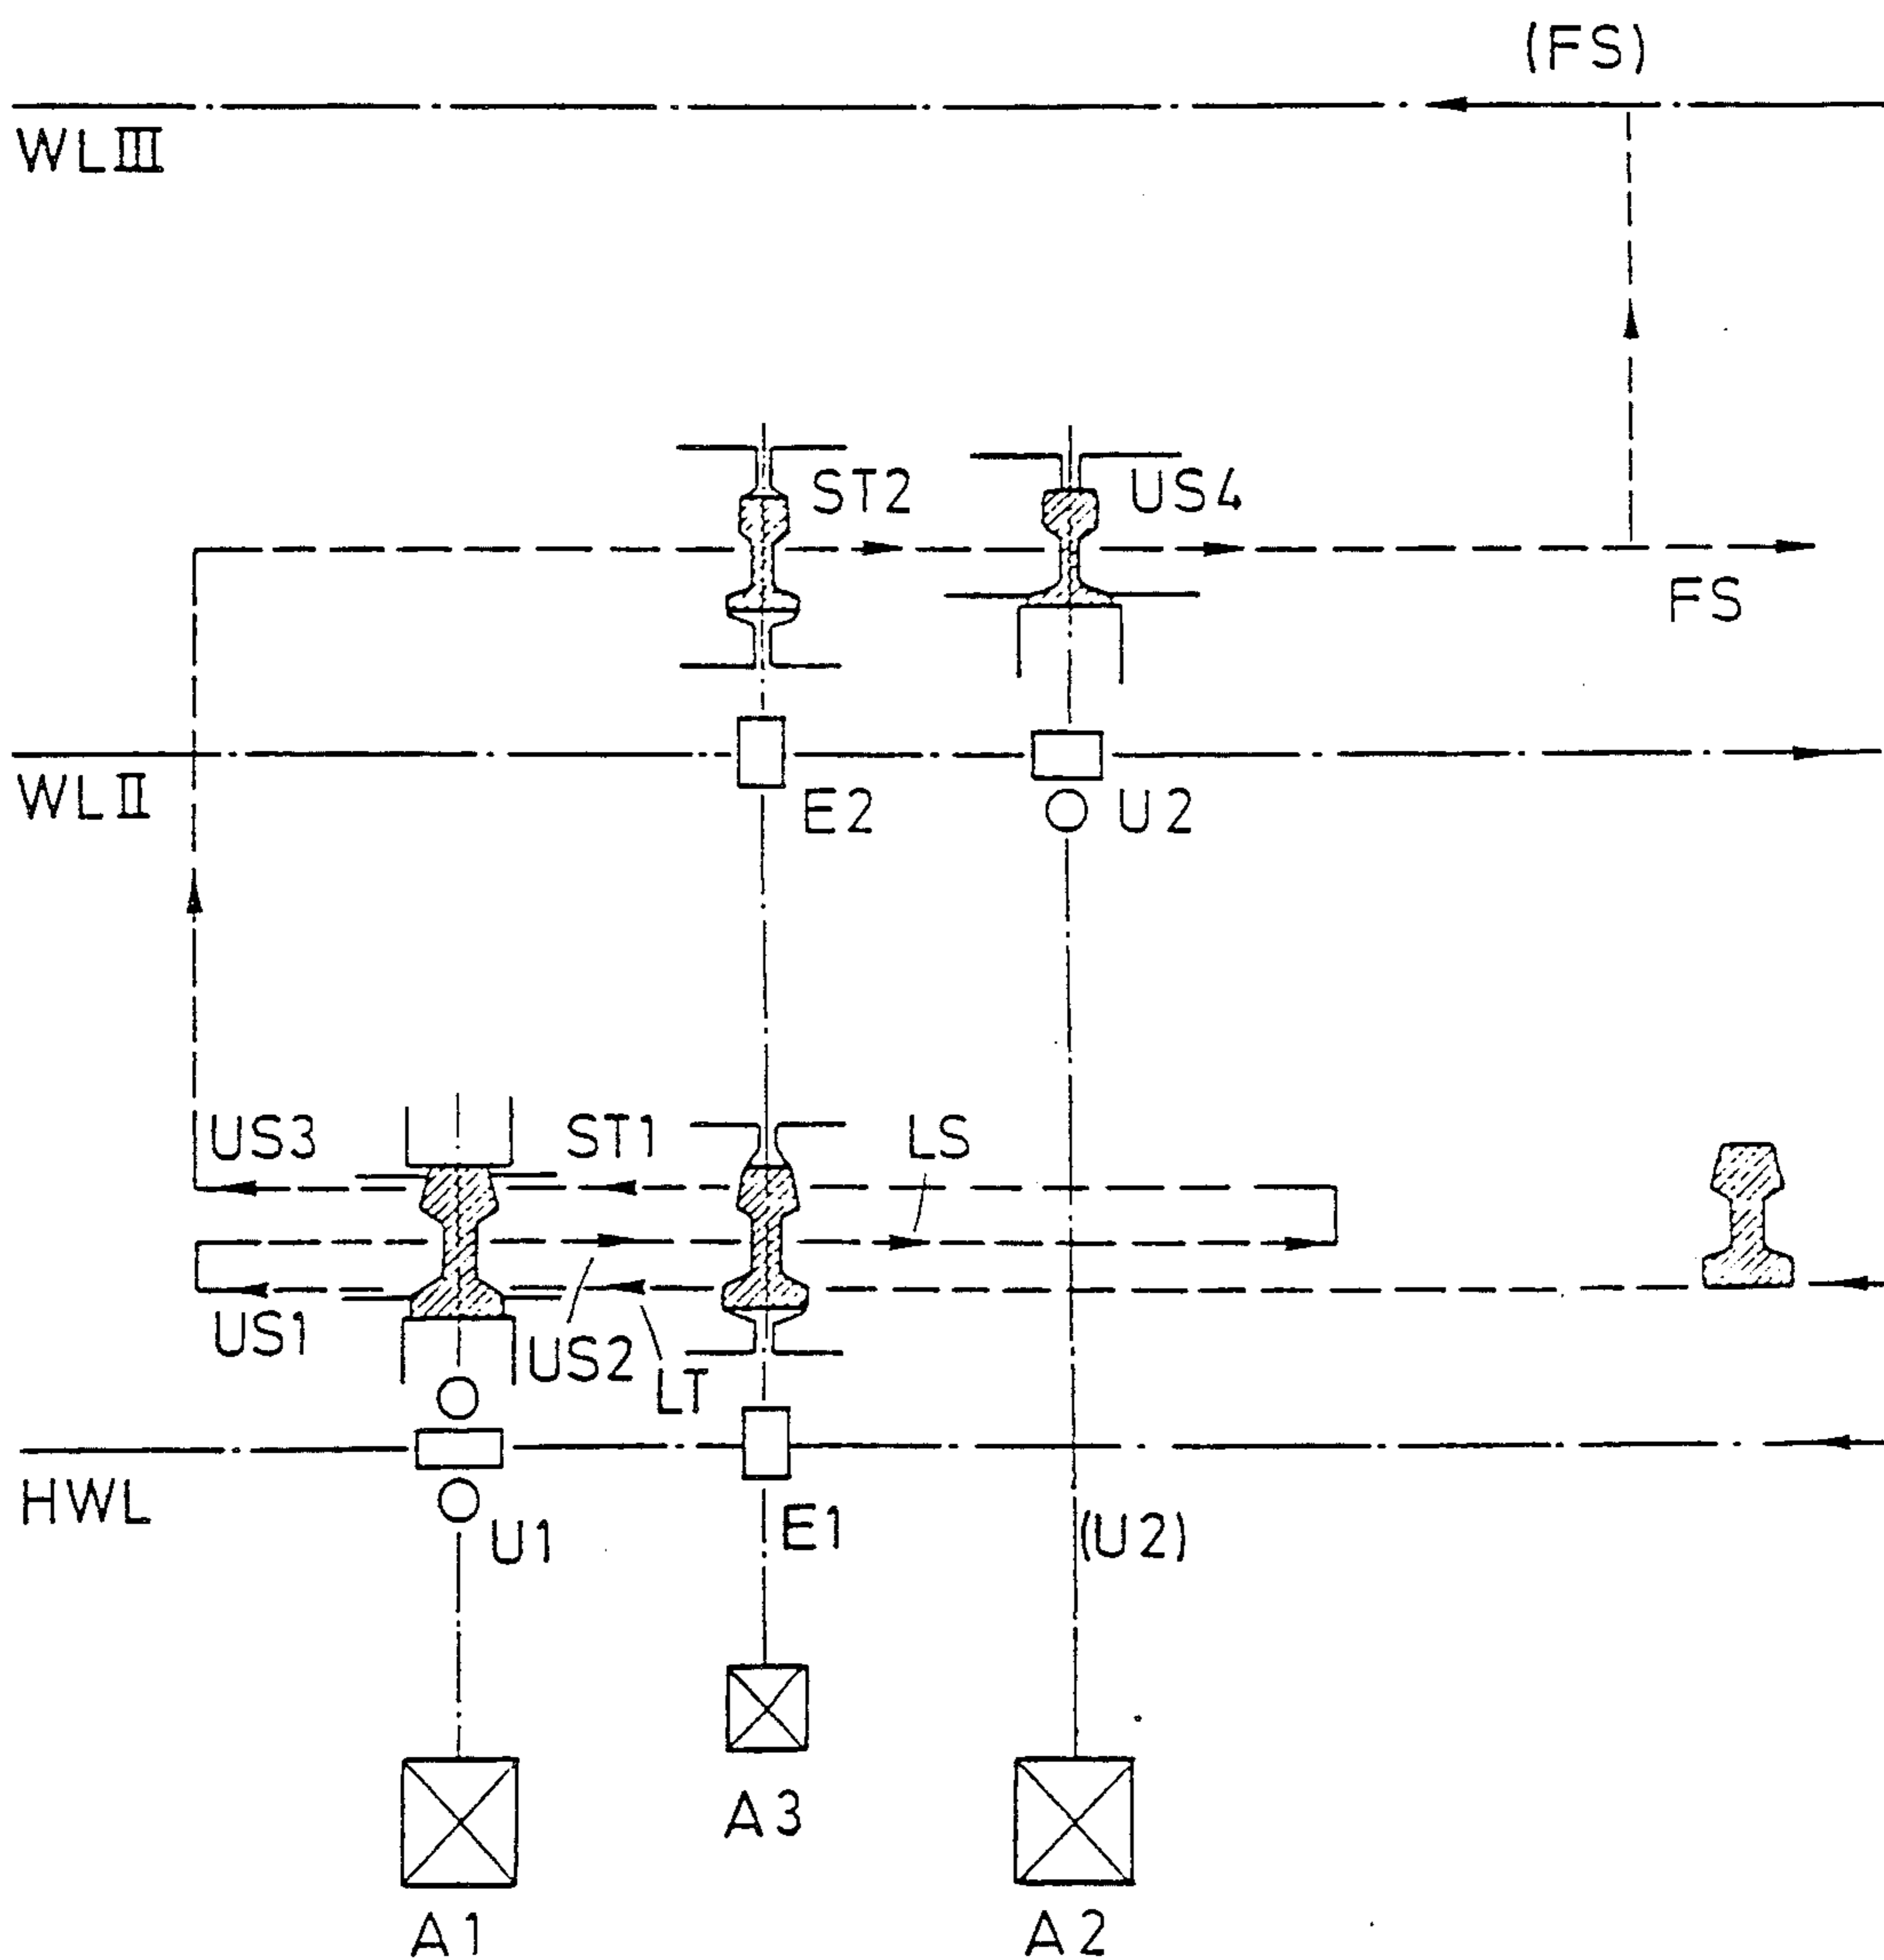 (FS)
WLIII
ST2
US4
FS
WLII
E2
U2
US3
ST1
LS
US1
US2
LT
HWL
U1
E1
(U2)
A3
A1
A2